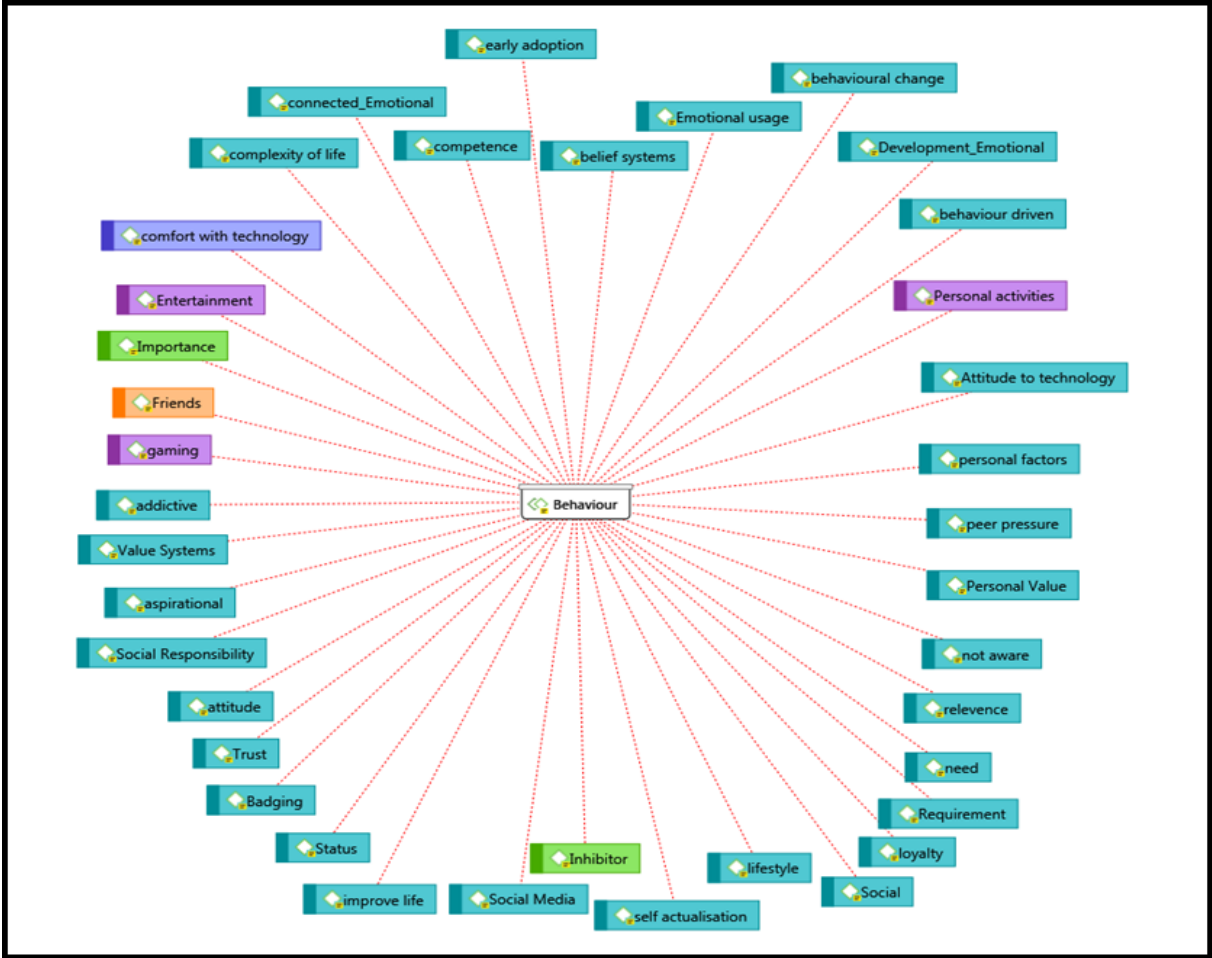 early adoption
behavioural change
connected_Emotional
Emotional usage
competence
Development_Emotional
complexity of life
belief systems
behaviour driven
comfort with technology
Personal activities
Entertainment
Importance
Attitude to technology
Friends
gaming
personal factors
addictive
Behaviour
peer pressure
Value Systems
Personal Value
aspirational
Social Responsibility
not aware
attitude
relevence
Trust
need
Badging
Requirement
Status
loyalty
Inhibitor
lifestyle
Social
improve life
Social Media
self actualisation